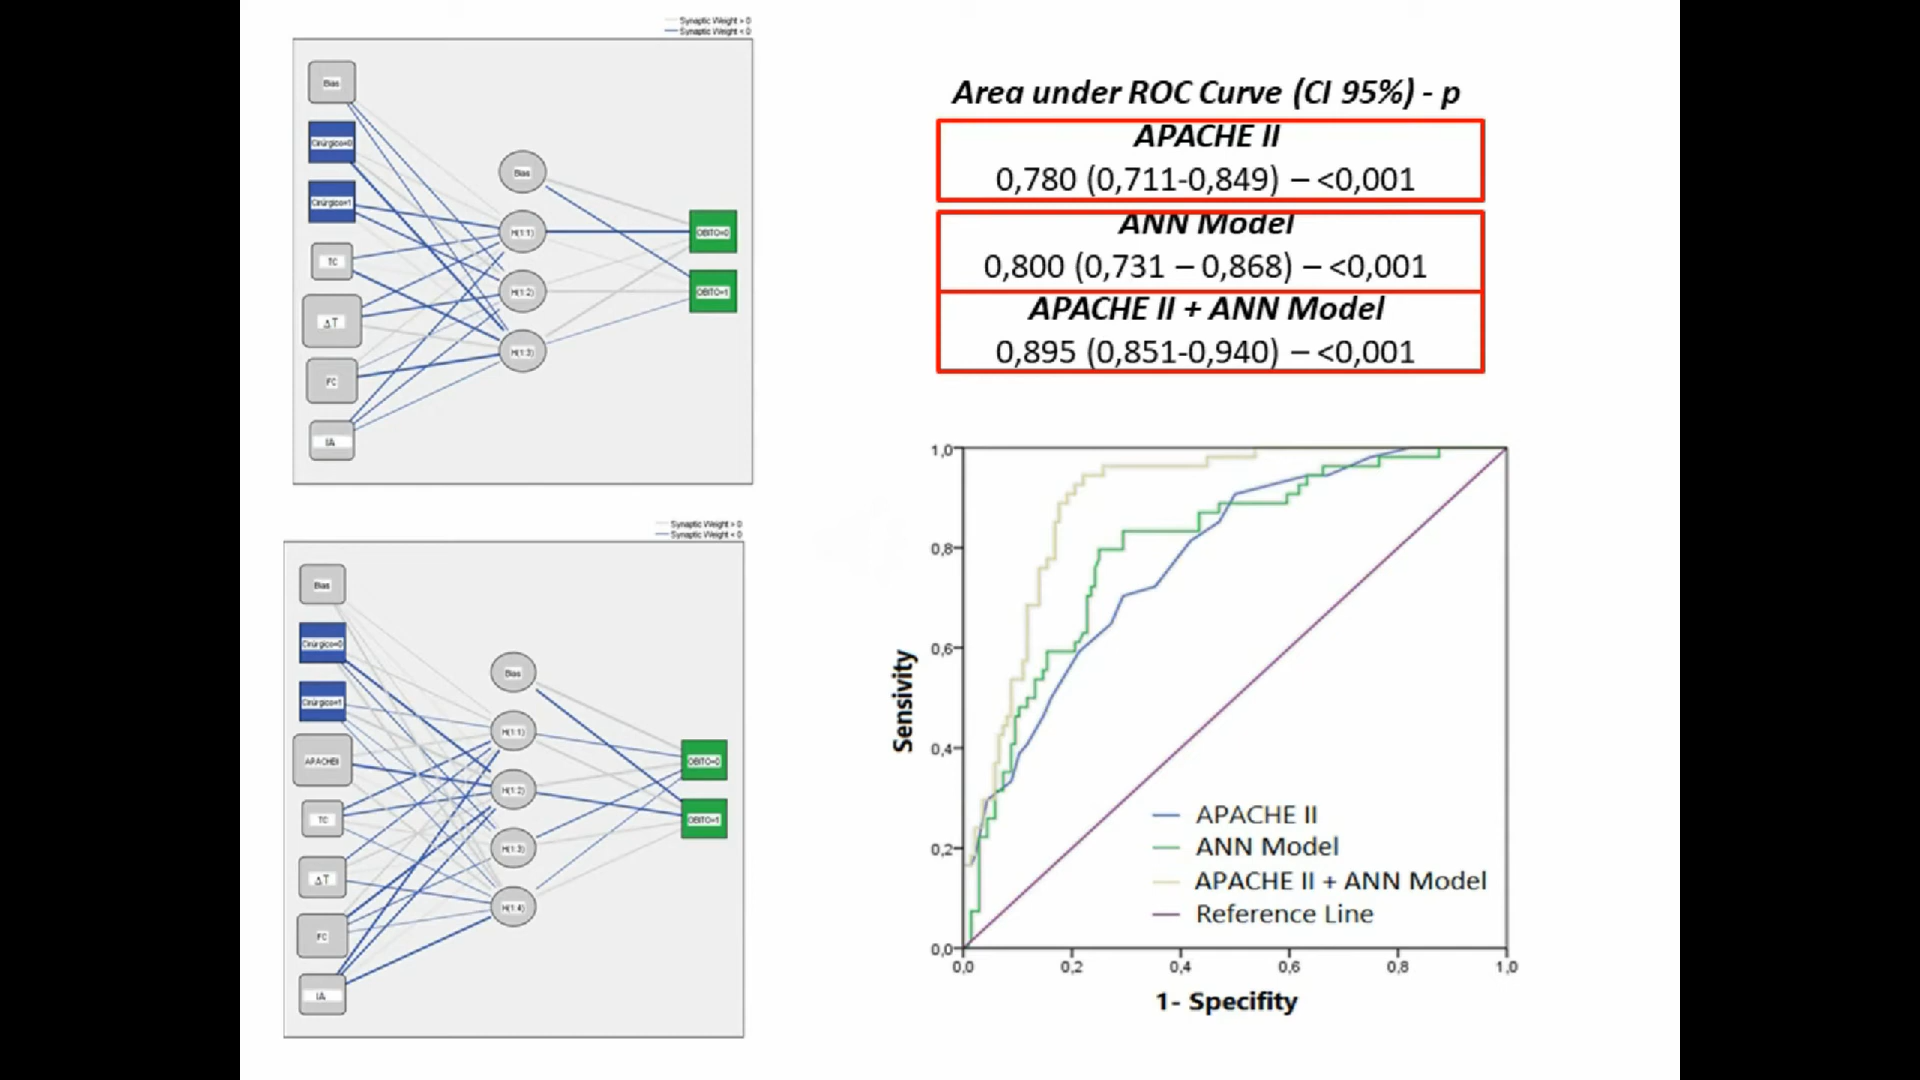 Synaptic Weight > 0
Synaptic Weight < 0
Bias
Cirúrgico=0
Cirúrgico=1
TC
ΔT
FC
IA
Bias
H(1:1)
H(1:2)
H(1:3)
OBITO=0
OBITO=1
Synaptic Weight > 0
Synaptic Weight < 0
Bias
Cirúrgico=0
Cirúrgico=1
APACHEII
TC
ΔT
FC
IA
Bias
H(1:1)
H(1:2)
H(1:3)
H(1:4)
OBITO=0
OBITO=1
Area under ROC Curve (CI 95%) - p
APACHE II
0,780 (0,711-0,849) – <0,001
ANN Model
0,800 (0,731 – 0,868) – <0,001
APACHE II + ANN Model
0,895 (0,851-0,940) – <0,001
1,0
0,8
0,6
0,4
0,2
0,0
Sensivity
APACHE II
ANN Model
APACHE II + ANN Model
Reference Line
0,0 0,2 0,4 0,6 0,8 1,0
1- Specifity